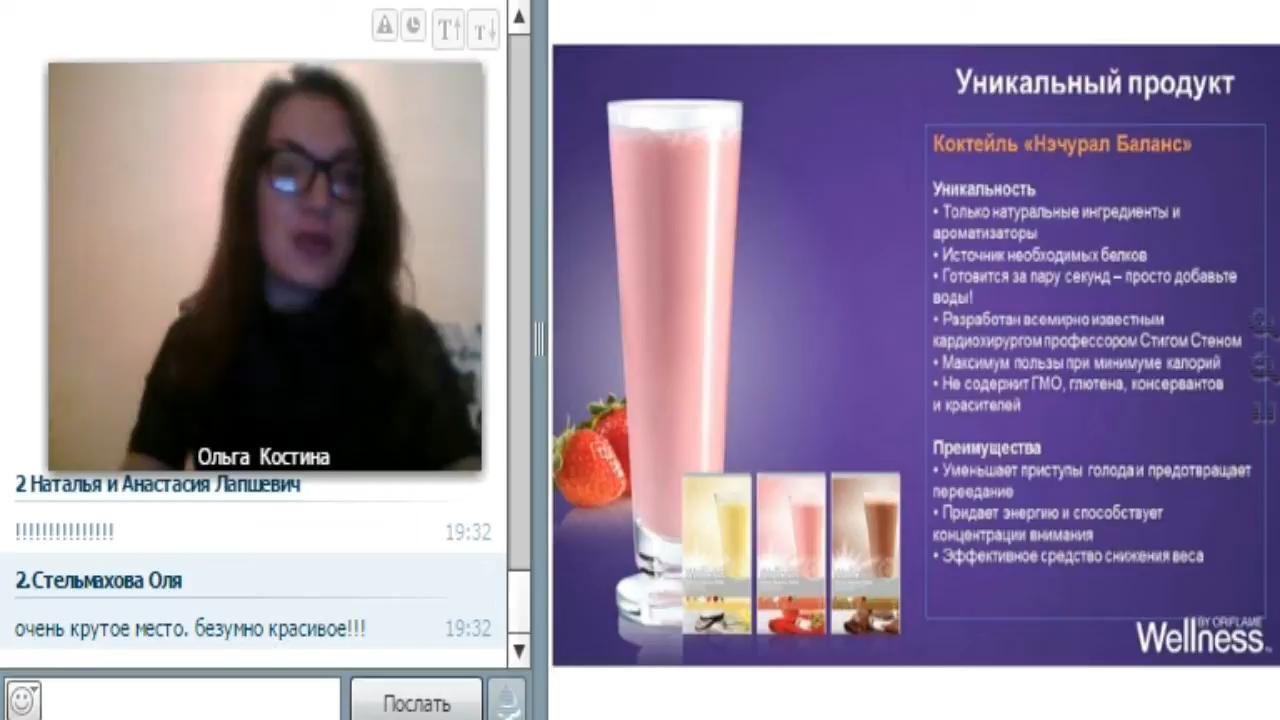 Ольга Костина
2 Наталья и Анастасия Лапшевич
!!!!!!!!!!!!!!!
19:32
2.Стельмахова Оля
очень крутое место. безумно красивое!!!
19:32
Послать
Уникальный продукт
Коктейль «Нэчурал Баланс»
Уникальность
• Только натуральные ингредиенты и
ароматизаторы
• Источник необходимых белков
• Готовится за пару секунд – просто добавьте
воды!
• Разработан всемирно известным
кардиохирургом профессором Стигом Стеном
• Максимум пользы при минимуме калорий
• Не содержит ГМО, глютена, консервантов
и красителей
Преимущества
• Уменьшает приступы голода и предотвращает
переедание
• Придает энергию и способствует
концентрации внимания
• Эффективное средство снижения веса
BY ORIFLAME
Wellness